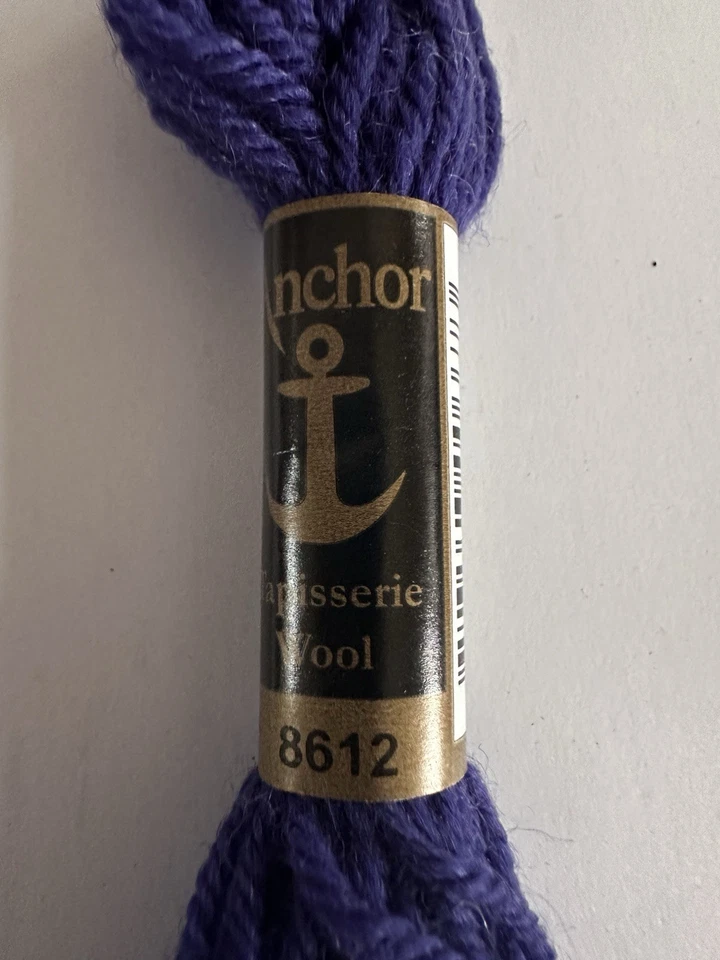 Anchor
Tapisserie
Wool
8612